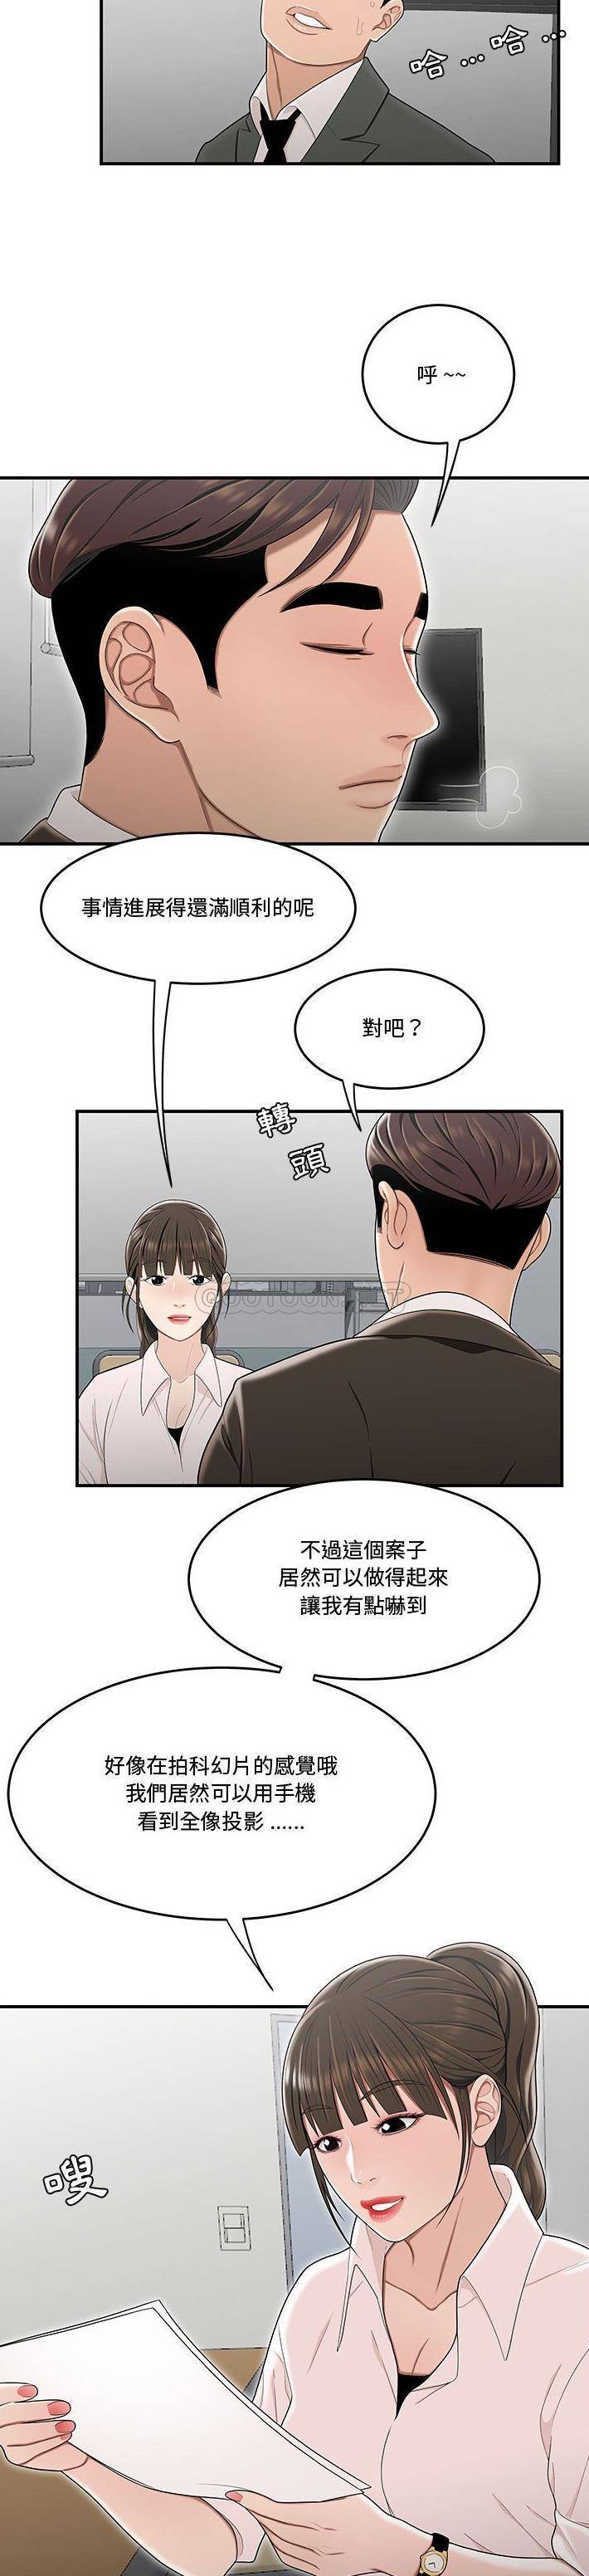 哈…哈…
呼 ~~
事情進展得還滿順利的呢
對吧？
轉
頭
不過這個案子
居然可以做得起來
讓我有點嚇到
好像在拍科幻片的感覺哦
我們居然可以用手機
看到全像投影 ......
嗖